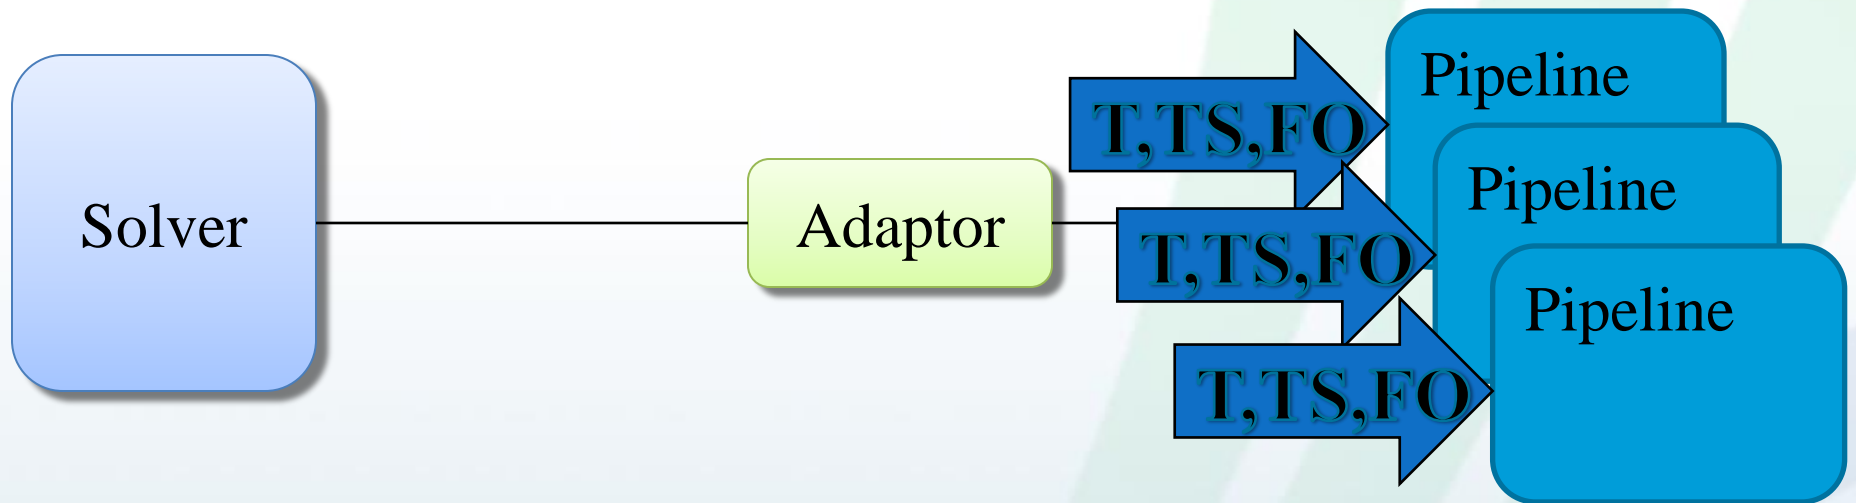 Solver
Adaptor
T,TS,FO
Pipeline
T,TS,FO
Pipeline
T,TS,FO
Pipeline